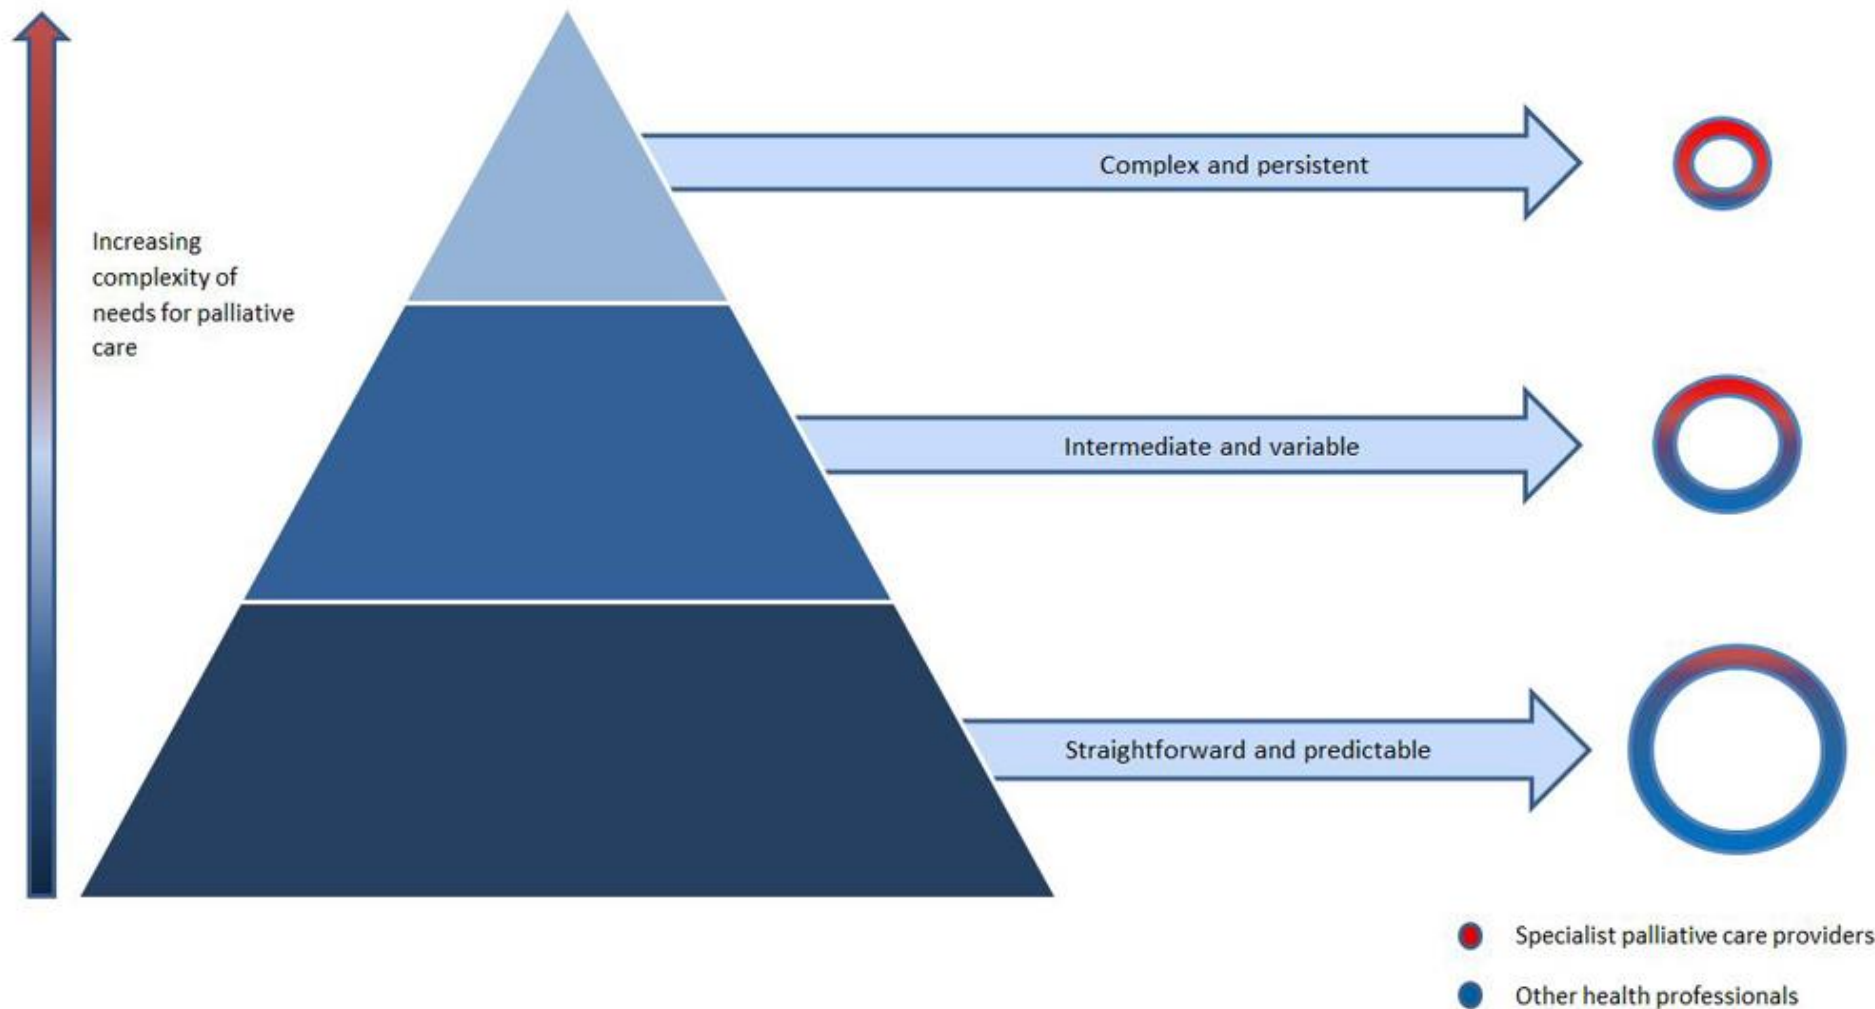 Increasing
complexity of
needs for palliative
care
Complex and persistent
Intermediate and variable
Straightforward and predictable
Specialist palliative care providers
Other health professionals